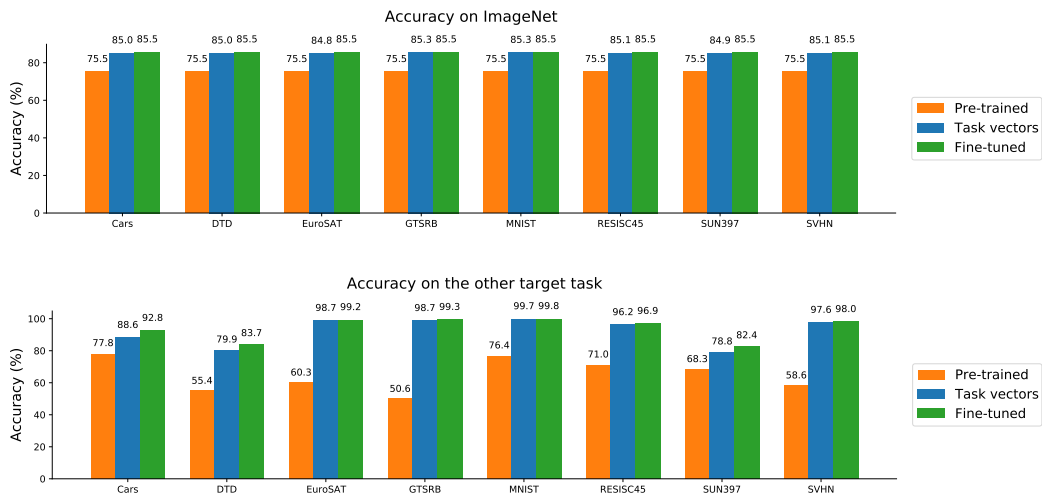 Accuracy on ImageNet
Accuracy (%)
80
60
40
20
0
75.5 85.0 85.5
75.5 85.0 85.5
75.5 84.8 85.5
75.5 85.3 85.5
75.5 85.3 85.5
75.5 85.1 85.5
75.5 84.9 85.5
75.5 85.1 85.5
Cars DTD EuroSAT GTSRB MNIST RESISC45 SUN397 SVHN
Pre-trained
Task vectors
Fine-tuned
Accuracy on the other target task
Accuracy (%)
100
80
60
40
20
0
77.8 88.6 92.8
55.4 79.9 83.7
60.3 98.7 99.2
50.6 98.7 99.3
76.4 99.7 99.8
71.0 96.2 96.9
68.3 78.8 82.4
58.6 97.6 98.0
Cars DTD EuroSAT GTSRB MNIST RESISC45 SUN397 SVHN
Pre-trained
Task vectors
Fine-tuned